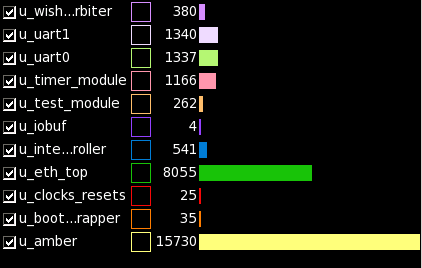 u_wish...rbiter 380
u_uart1 1340
u_uart0 1337
u_timer_module 1166
u_test_module 262
u_iobuf 4
u_inte...roller 541
u_eth_top 8055
u_clocks_resets 25
u_boot...rapper 35
u_amber 15730